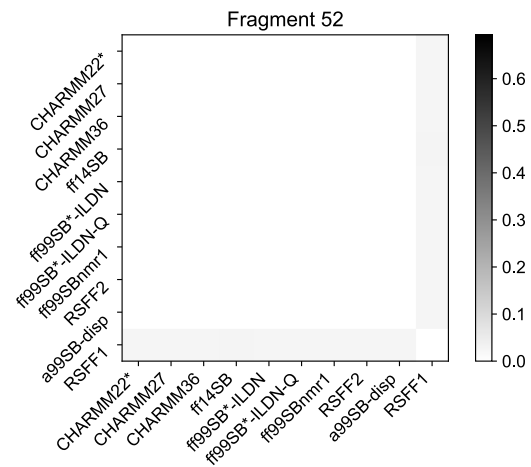 Fragment 52
CHARMM22*
CHARMM27
CHARMM36
ff14SB
ff99SB*-ILDN
ff99SB*-ILDN-Q
ff99SBnmr1
RSFF2
a99SB-disp
RSFF1
CHARMM22*
CHARMM27
CHARMM36
ff14SB
ff99SB*-ILDN
ff99SB*-ILDN-Q
ff99SBnmr1
RSFF2
a99SB-disp
RSFF1
0.6
0.5
0.4
0.3
0.2
0.1
0.0